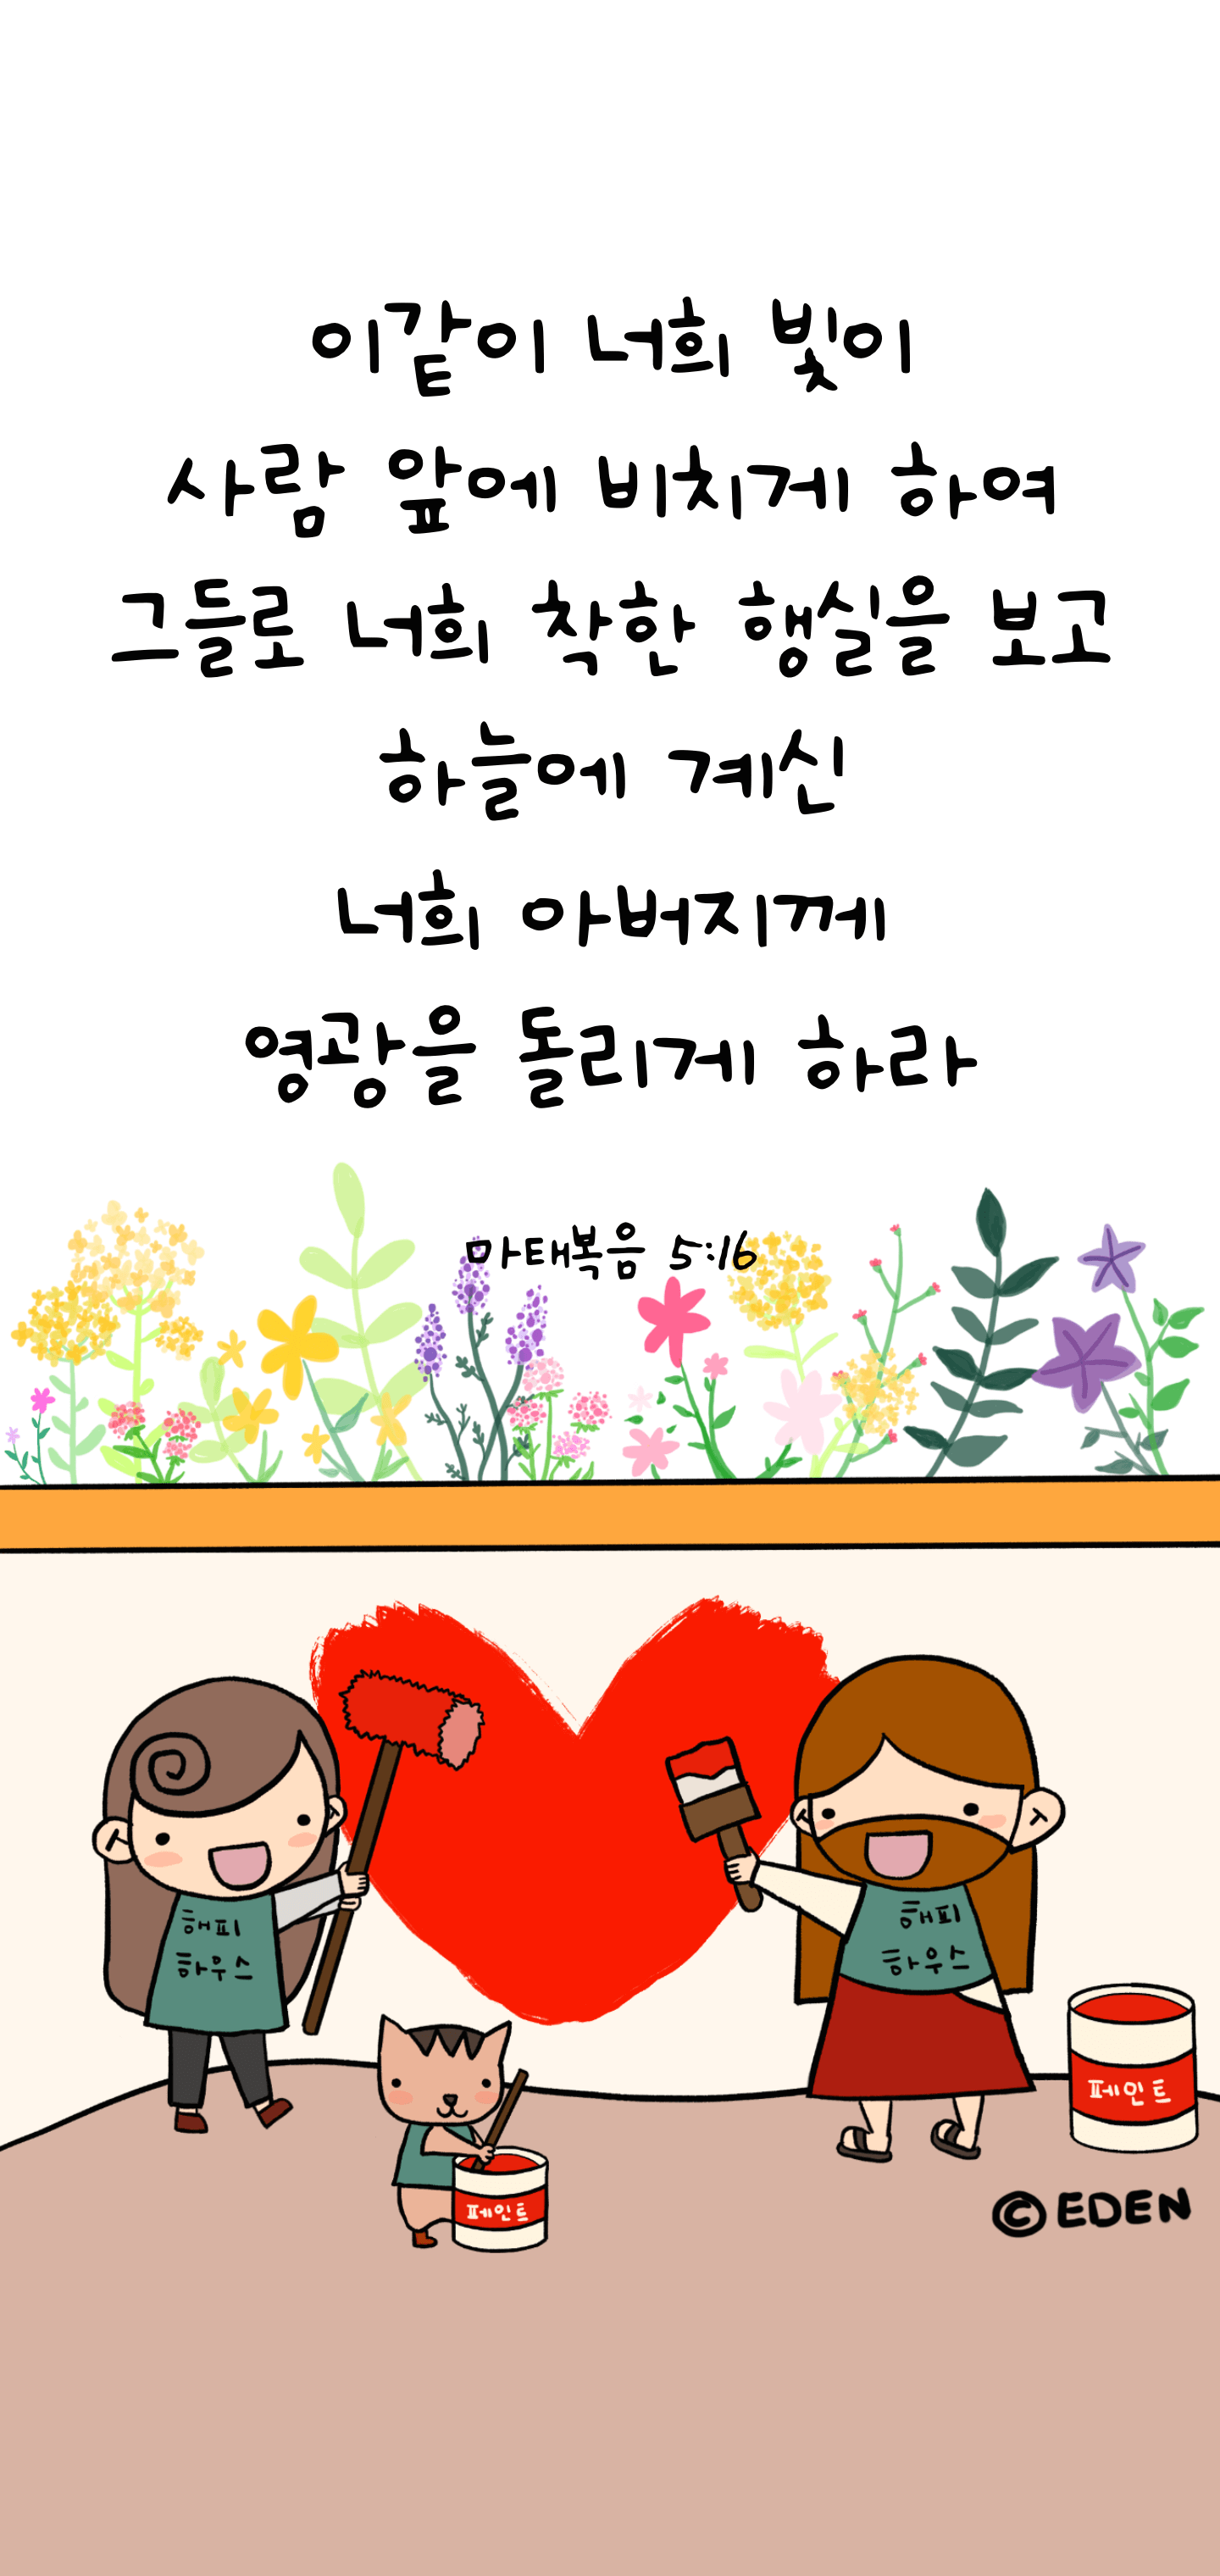 이같이 너희 빛이
사람 앞에 비치게 하여
그들로 너희 착한 행실을 보고
하늘에 계신
너희 아버지께
영광을 돌리게 하라
마태복음 5:16
해피
하우스
해피
하우스
페인트
페인트
©EDEN